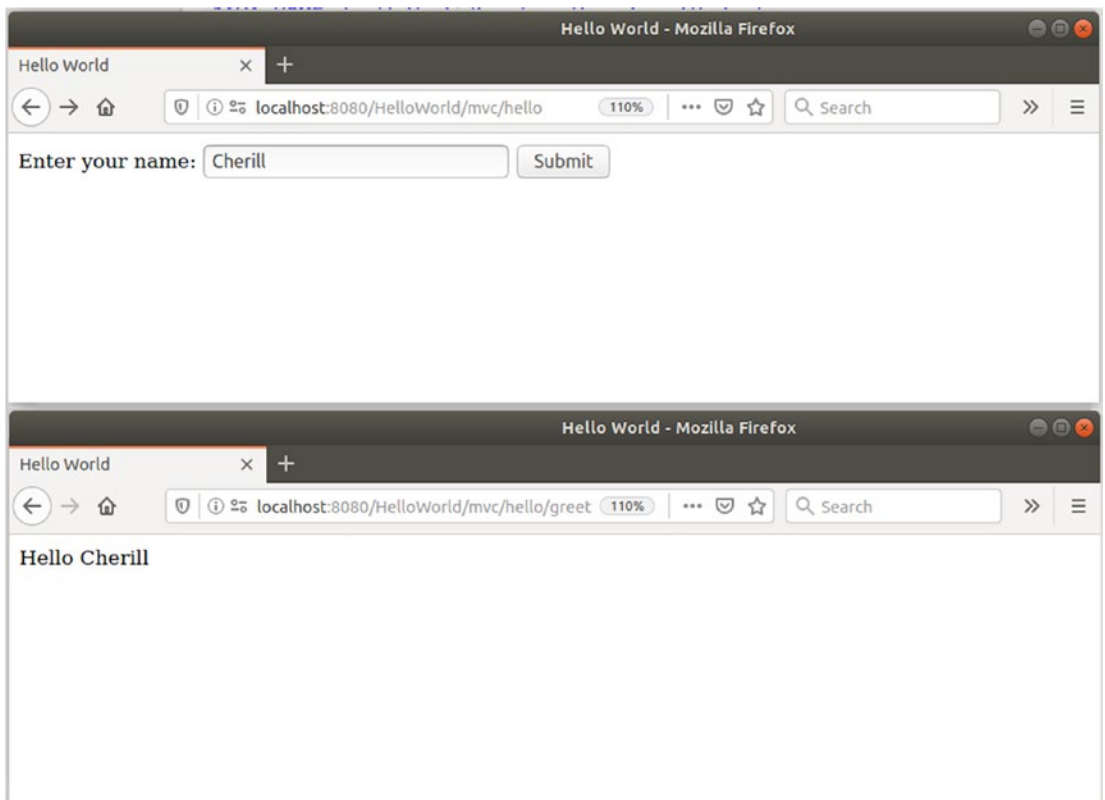 Hello World - Mozilla Firefox
Hello World
localhost:8080/HelloWorld/mvc/hello 110% Search
Enter your name: Cherill Submit
Hello World - Mozilla Firefox
Hello World
localhost:8080/HelloWorld/mvc/hello/greet 110% Search
Hello Cherill